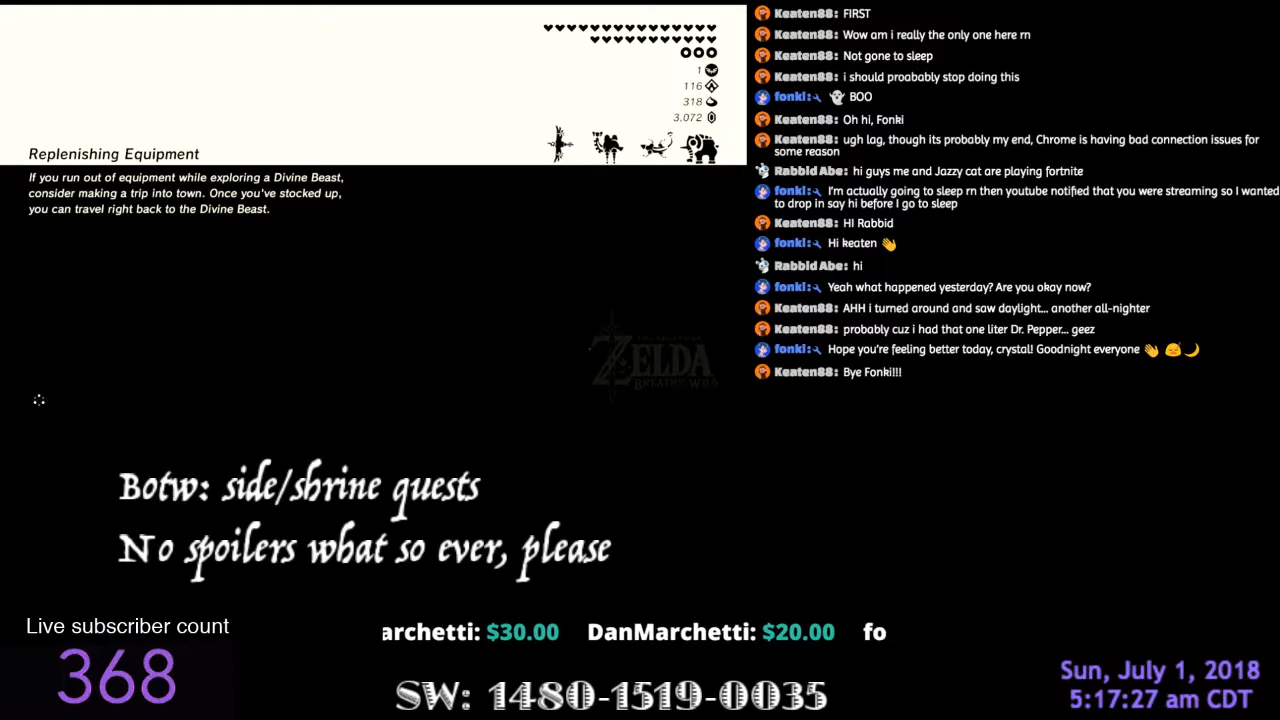 1
116
318
3,072
Replenishing Equipment
If you run out of equipment while exploring a Divine Beast,
consider making a trip into town. Once you've stocked up,
you can travel right back to the Divine Beast.
THE LEGEND OF
ZELDA
BREATH OF THE WILD
Botw: side/shrine quests
No spoilers what so ever, please
Live subscriber count
368
archetti: $30.00 DanMarchetti: $20.00 fo
SW: 1480-1519-0035
Keaten88: FIRST
Keaten88: Wow am i really the only one here rn
Keaten88: Not gone to sleep
Keaten88: i should proabably stop doing this
fonki: 👻 BOO
Keaten88: Oh hi, Fonki
Keaten88: ugh lag, though its probably my end, Chrome is having bad connection issues for
some reason
Rabbid Abe: hi guys me and Jazzy cat are playing fortnite
fonki: I'm actually going to sleep rn then youtube notified that you were streaming so I wanted
to drop in say hi before I go to sleep
Keaten88: HI Rabbid
fonki: Hi keaten 👋
Rabbid Abe: hi
fonki: Yeah what happened yesterday? Are you okay now?
Keaten88: AHH i turned around and saw daylight... another all-nighter
Keaten88: probably cuz i had that one liter Dr. Pepper... geez
fonki: Hope you're feeling better today, crystal! Goodnight everyone 👋 😴 🌙
Keaten88: Bye Fonki!!!
Sun, July 1, 2018
5:17:27 am CDT